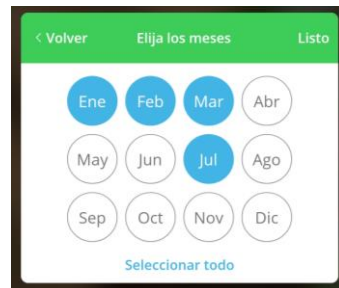 < Volver Elija los meses Listo
Ene Feb Mar Abr
May Jun Jul Ago
Sep Oct Nov Dic
Seleccionar todo